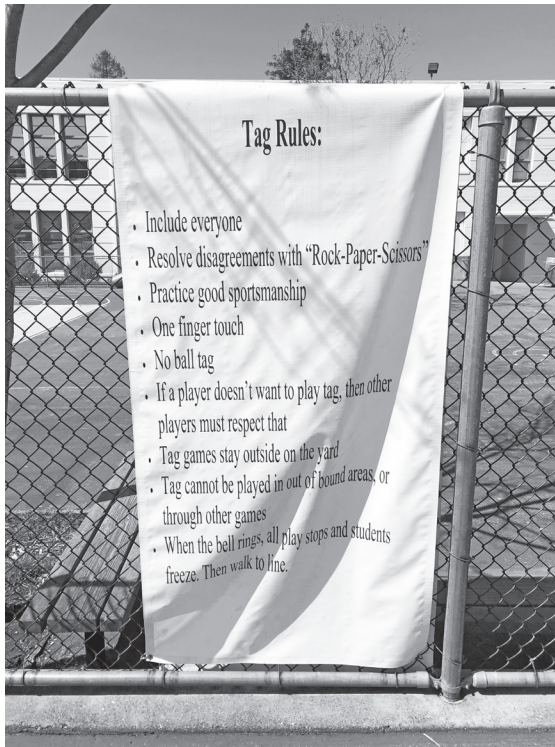 Tag Rules:
• Include everyone
• Resolve disagreements with “Rock-Paper-Scissors”
• Practice good sportsmanship
• One finger touch
• No ball tag
• If a player doesn’t want to play tag, then other
players must respect that
• Tag games stay outside on the yard
• Tag cannot be played in out of bound areas, or
through other games
• When the bell rings, all play stops and students
freeze. Then walk to line.